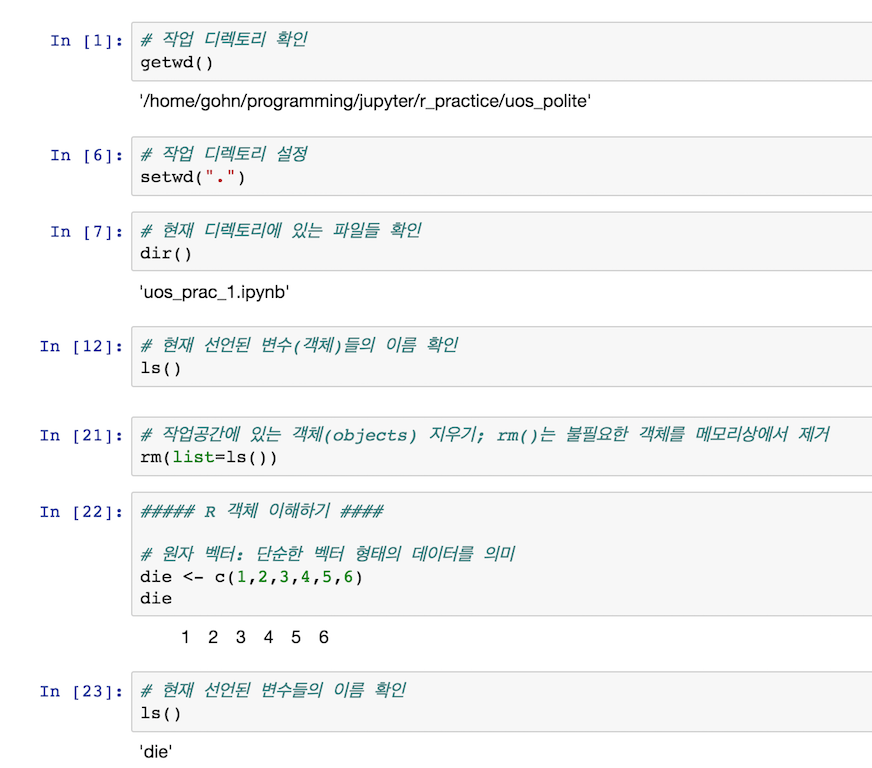 In [1]: # 작업 디렉토리 확인
getwd()
'/home/gohn/programming/jupyter/r_practice/uos_polite'
In [6]: # 작업 디렉토리 설정
setwd(".")
In [7]: # 현재 디렉토리에 있는 파일들 확인
dir()
'uos_prac_1.ipynb'
In [12]: # 현재 선언된 변수(객체)들의 이름 확인
ls()
In [21]: # 작업공간에 있는 객체(objects) 지우기; rm()는 불필요한 객체를 메모리상에서 제거
rm(list=ls())
In [22]: ##### R 객체 이해하기 ####
# 원자 벡터: 단순한 벡터 형태의 데이터를 의미
die <- c(1,2,3,4,5,6)
die
1 2 3 4 5 6
In [23]: # 현재 선언된 변수들의 이름 확인
ls()
'die'